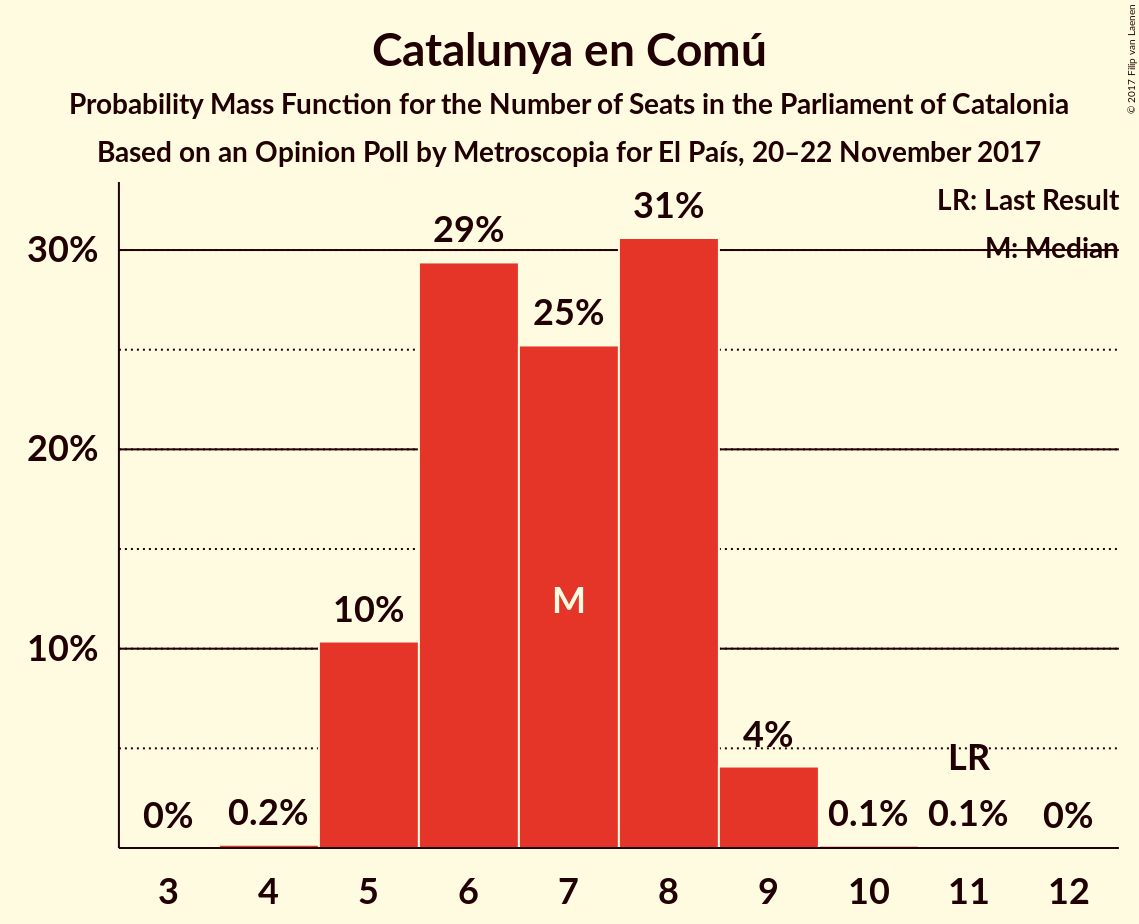 Catalunya en Comú
Probability Mass Function for the Number of Seats in the Parliament of Catalonia
Based on an Opinion Poll by Metroscopia for El País, 20–22 November 2017
© 2017 Filip van Laenen
LR: Last Result
M: Median
30%
20%
10%
0%
0.2%
10%
29%
25%
31%
4%
0.1%
0.1%
0%
M
LR
3 4 5 6 7 8 9 10 11 12